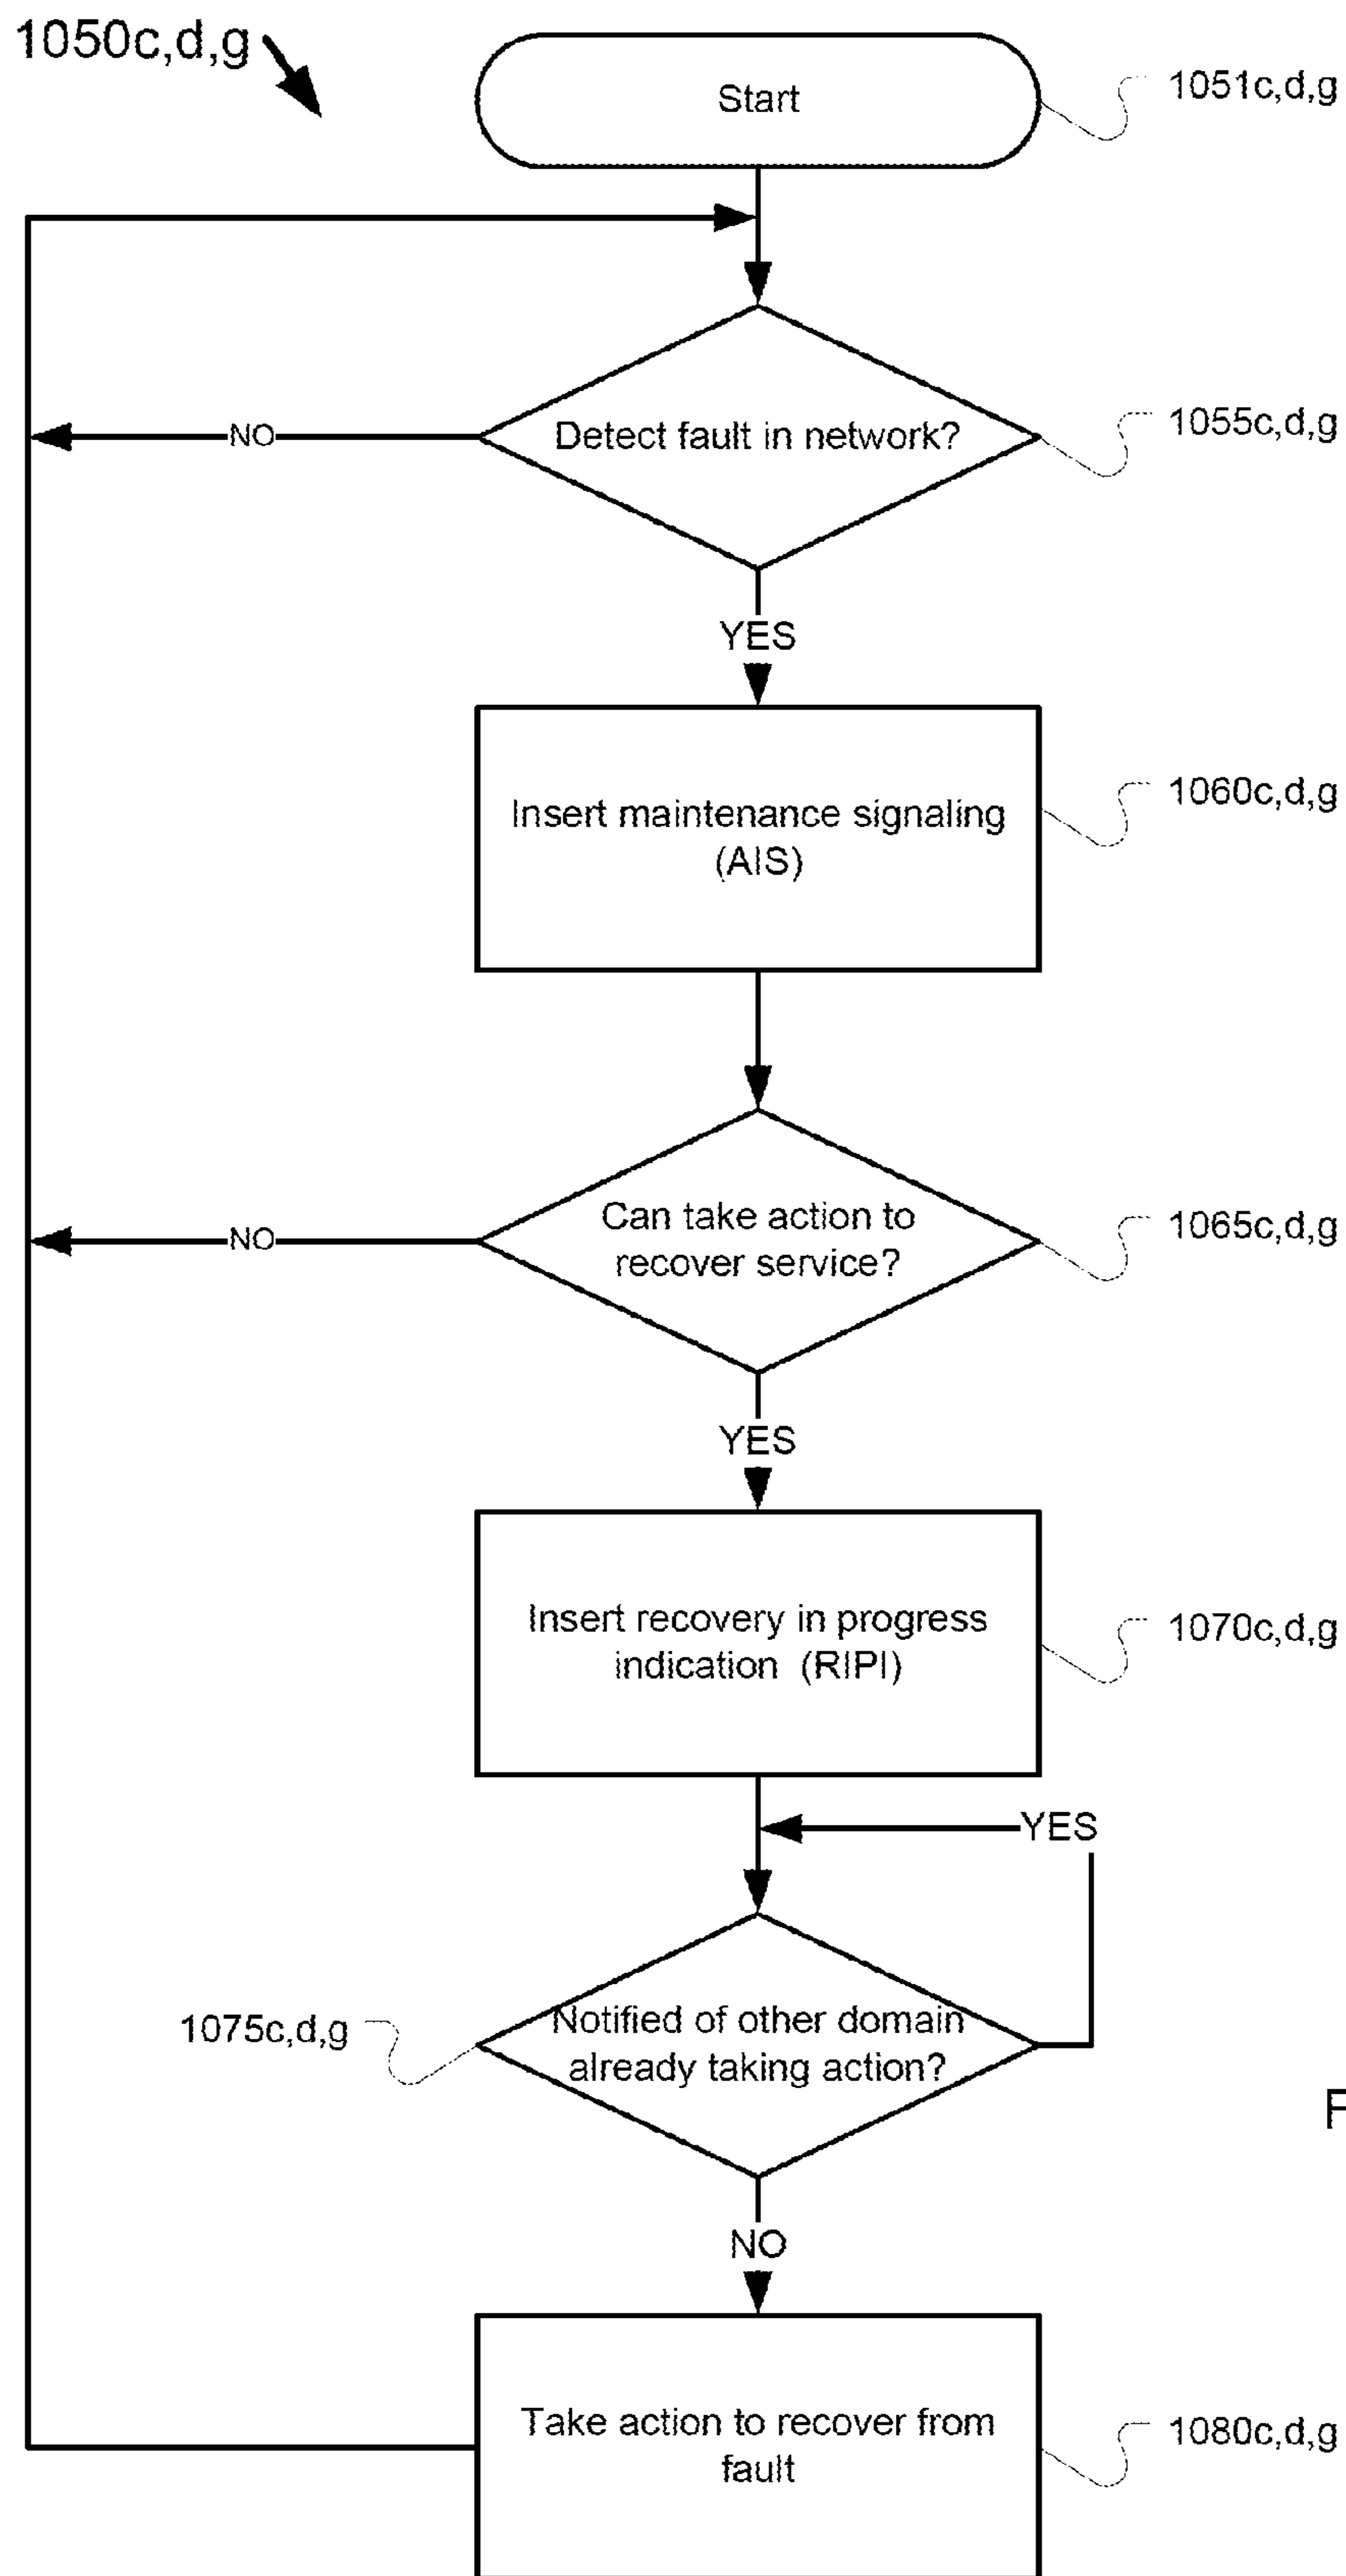 1050c,d,g
Start
1051c,d,g
Detect fault in network?
1055c,d,g
NO
YES
Insert maintenance signaling
(AIS)
1060c,d,g
Can take action to
recover service?
1065c,d,g
NO
YES
Insert recovery in progress
indication (RIPI)
1070c,d,g
YES
Notified of other domain
already taking action?
1075c,d,g
NO
Take action to recover from
fault
1080c,d,g